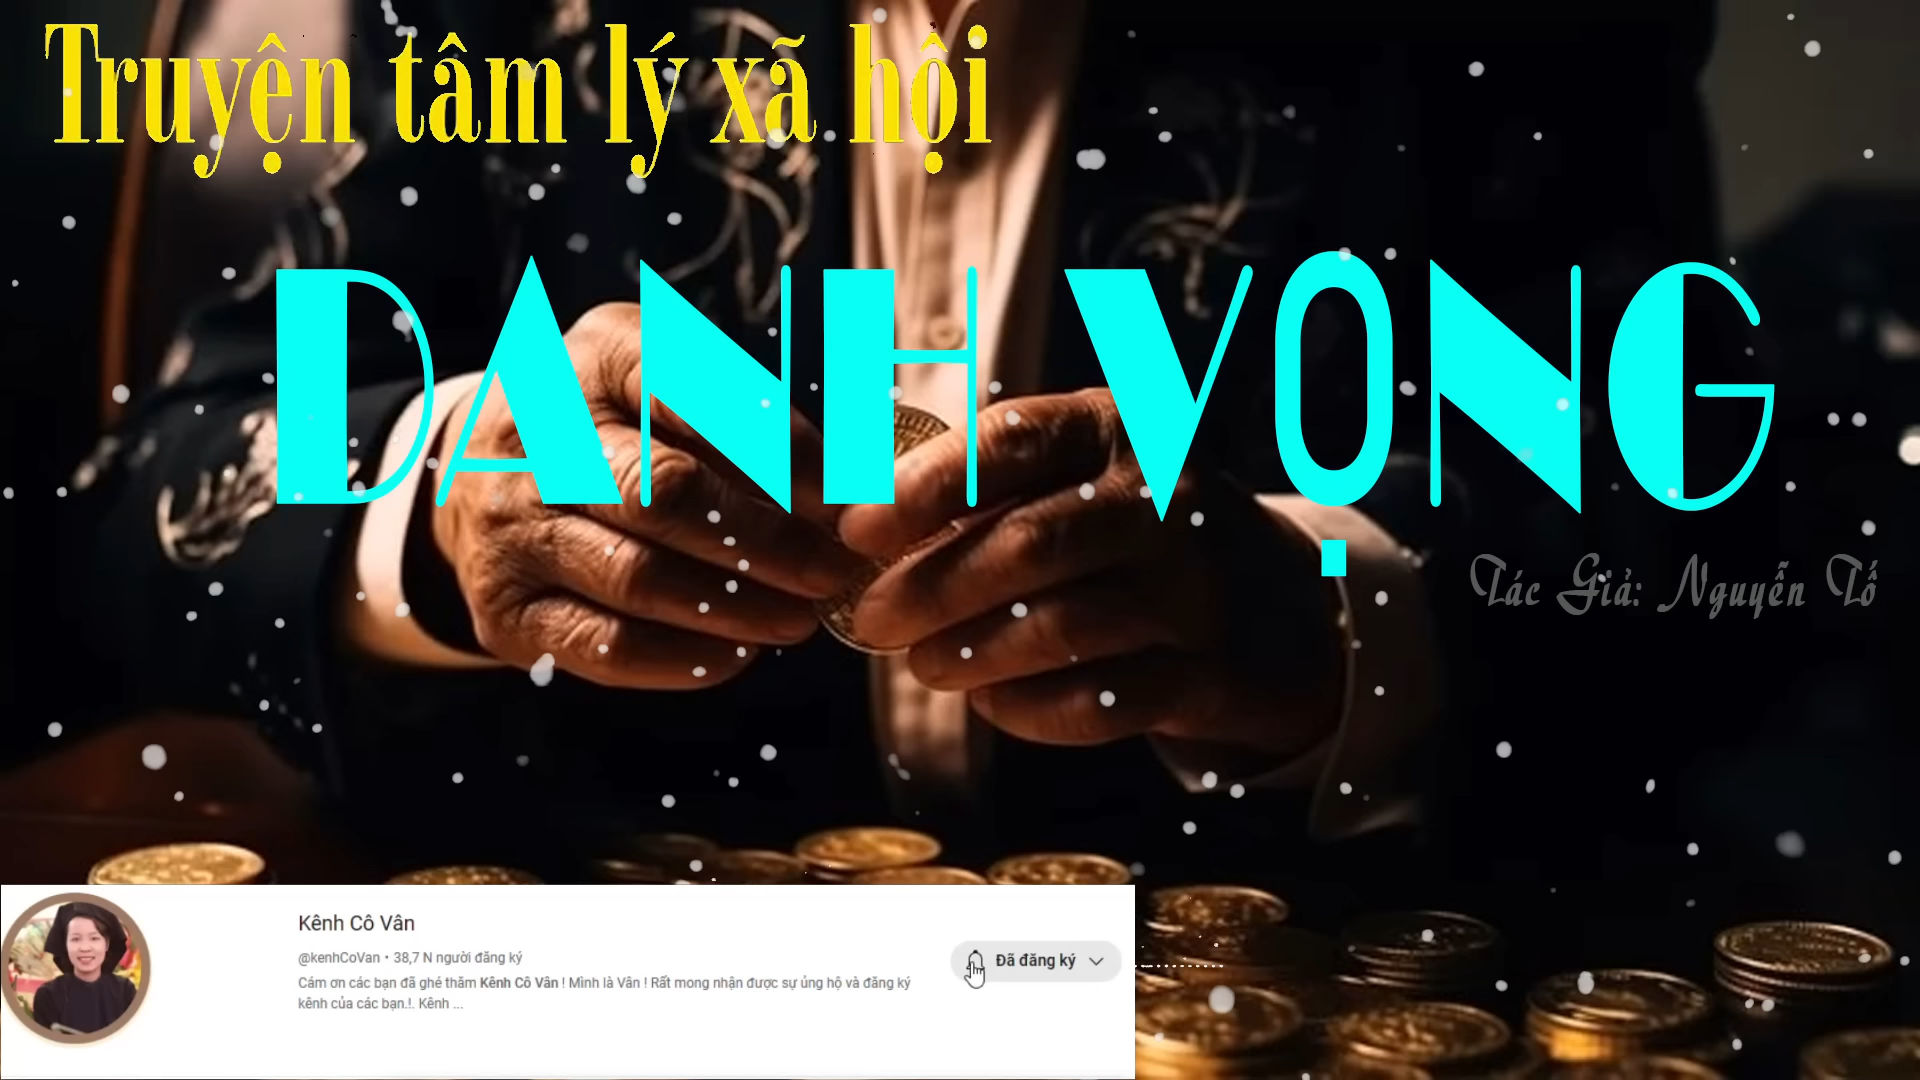 Truyện tâm lý xã hội
DANH VỌNG
Tác Giả: Nguyễn Tố
Kênh Cô Vân
@kenhCoVan • 38,7 N người đăng ký
Cám ơn các bạn đã ghé thăm Kênh Cô Vân ! Mình là Vân ! Rất mong nhận được sự ủng hộ và đăng ký
kênh của các bạn.!. Kênh ...
Đã đăng ký